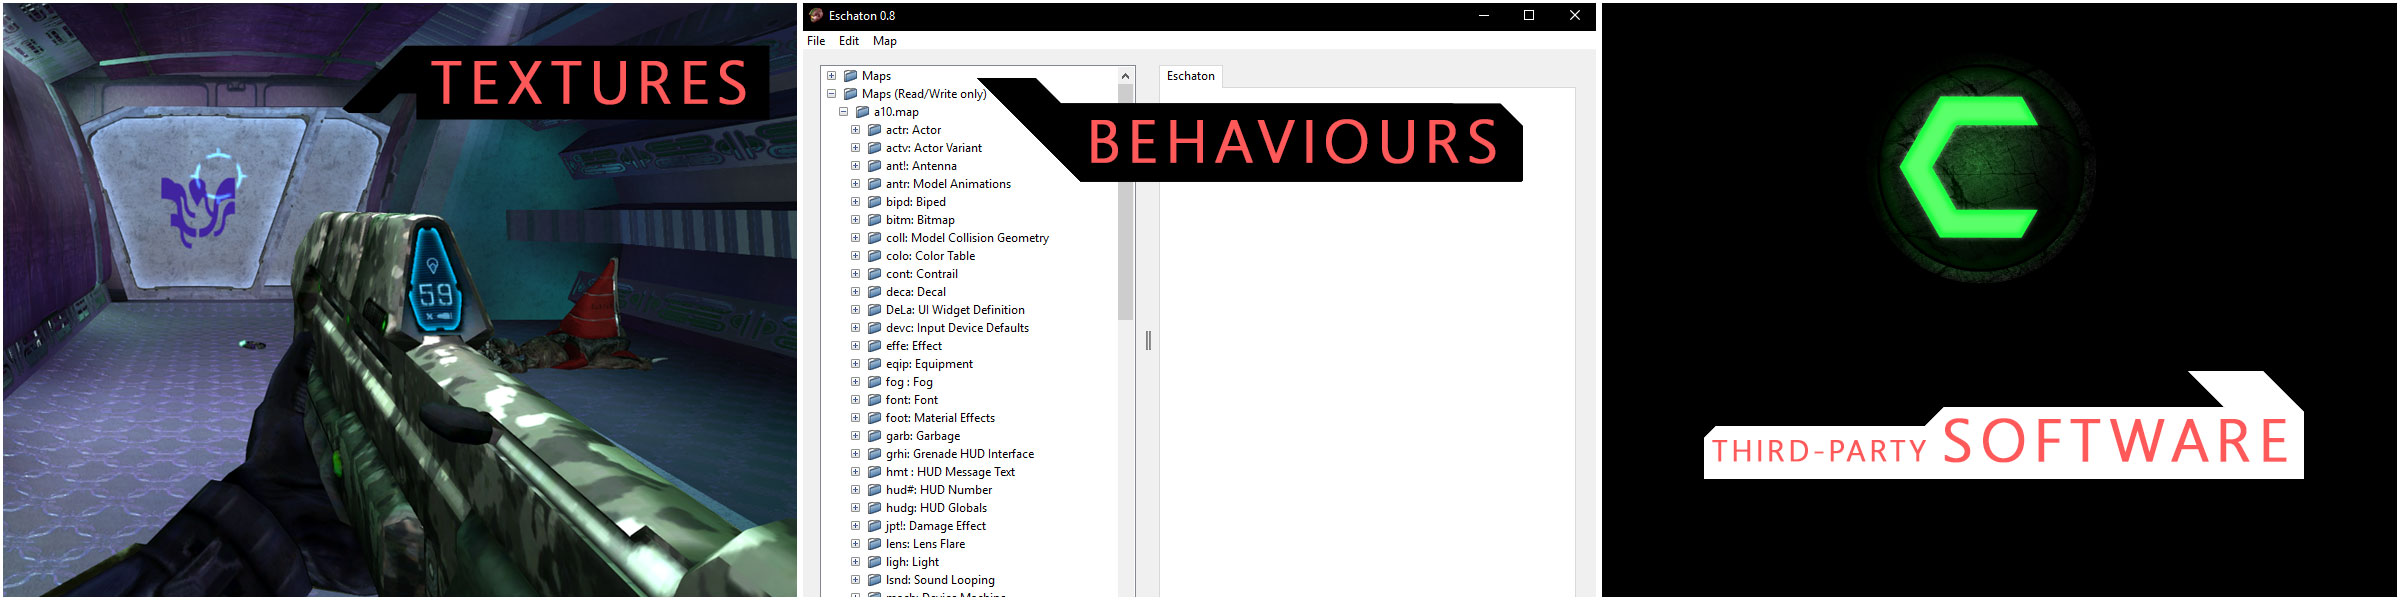 TEXTURES
59
Eschaton 0.8
File Edit Map
Maps
Maps (Read/Write only)
a10.map
actr: Actor
actv: Actor Variant
ant!: Antenna
antr: Model Animations
bipd: Biped
bitm: Bitmap
coll: Model Collision Geometry
colo: Color Table
cont: Contrail
deca: Decal
DeLa: UI Widget Definition
devc: Input Device Defaults
effe: Effect
eqip: Equipment
fog : Fog
font: Font
foot: Material Effects
garb: Garbage
grhi: Grenade HUD Interface
hmt : HUD Message Text
hud#: HUD Number
hudg: HUD Globals
jpt!: Damage Effect
lens: Lens Flare
ligh: Light
lsnd: Sound Looping
Eschaton
BEHAVIOURS
C
THIRD-PARTY SOFTWARE